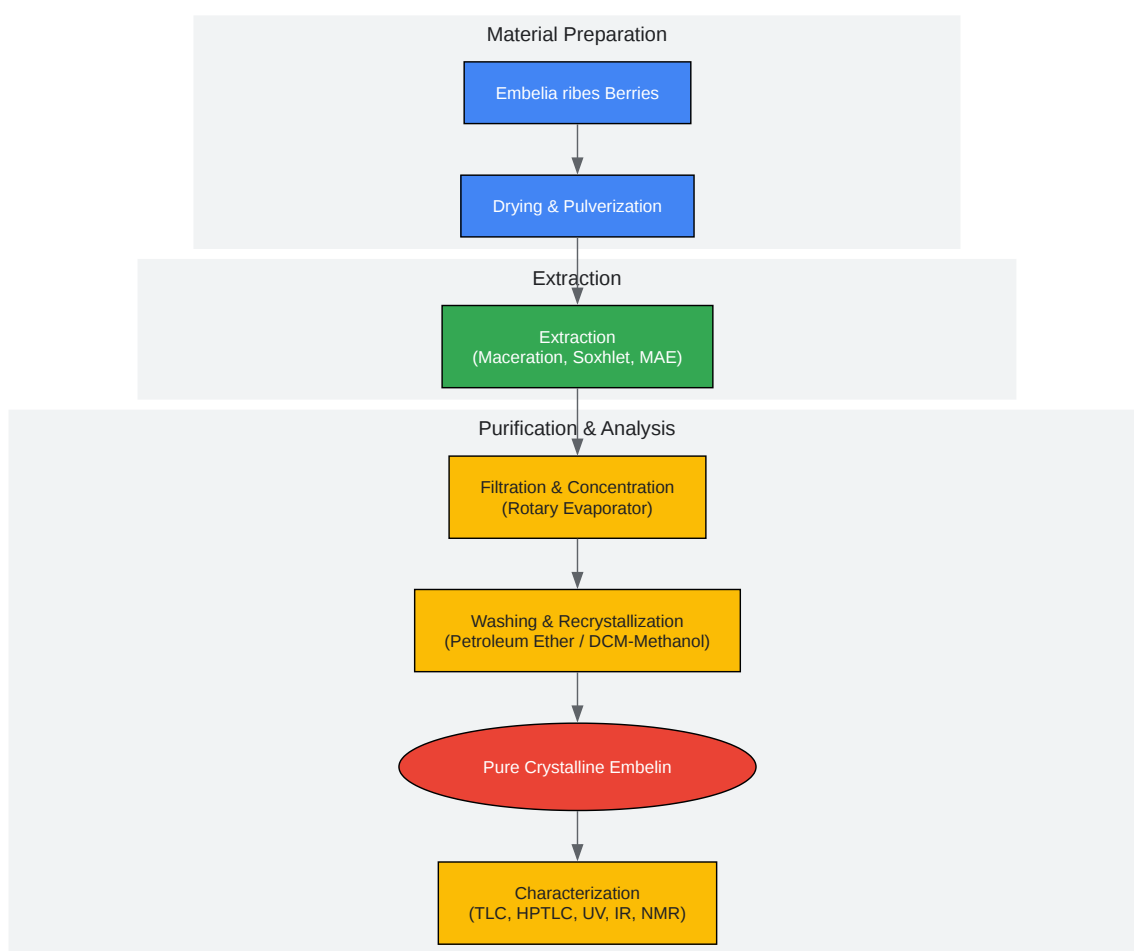 Material Preparation
Embelia ribes Berries
Drying & Pulverization
Extraction
Extraction
(Maceration, Soxhlet, MAE)
Purification & Analysis
Filtration & Concentration
(Rotary Evaporator)
Washing & Recrystallization
(Petroleum Ether / DCM-Methanol)
Pure Crystalline Embelin
Characterization
(TLC, HPTLC, UV, IR, NMR)